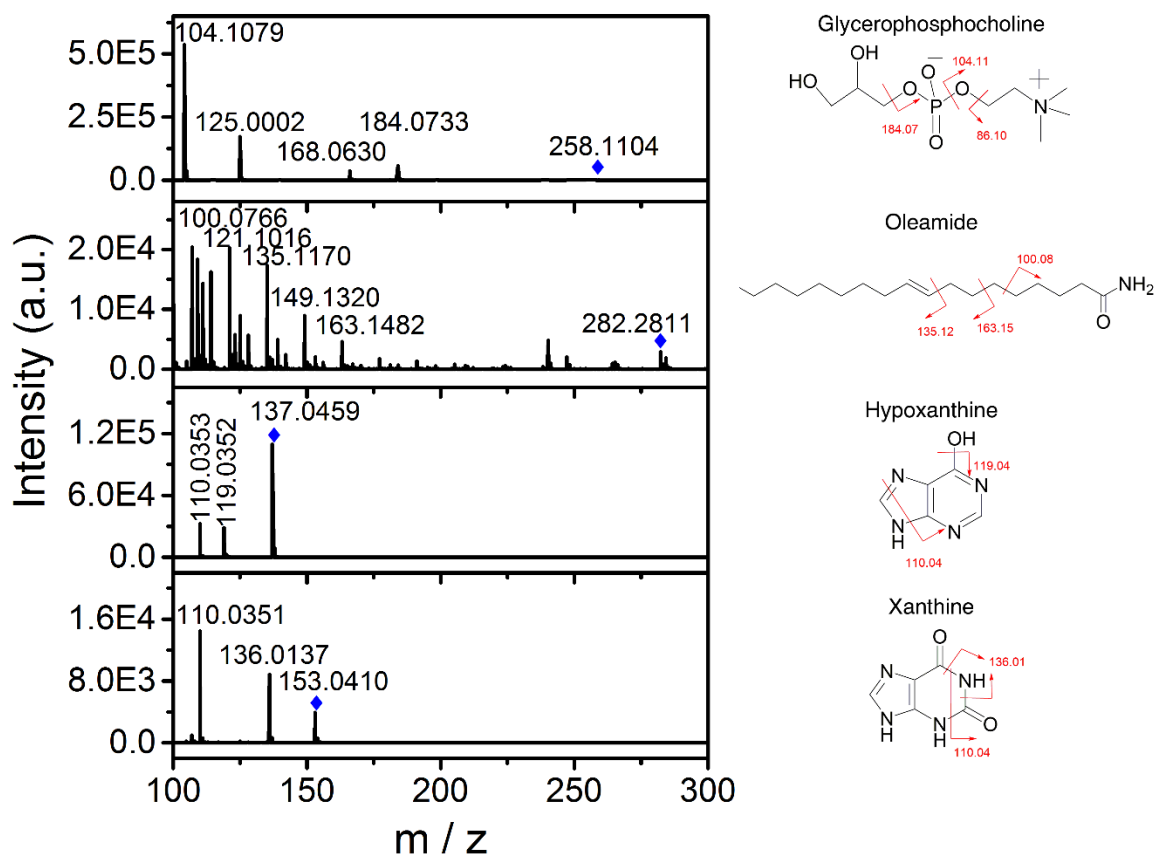 Intensity (a.u.)
5.0E5
2.5E5
0.0
104.1079
125.0002
168.0630
184.0733
258.1104
2.0E4
1.0E4
0.0
100.0766
121.1016
135.1170
149.1320
163.1482
282.2811
1.2E5
6.0E4
0.0
110.0353
119.0352
137.0459
1.6E4
8.0E3
0.0
110.0351
136.0137
153.0410
100
150
200
250
300
m / z
Glycerophosphocholine
OH
HO
O
O
−
P
O
O
N
+
104.11
184.07
86.10
Oleamide
100.08
NH2
O
135.12
163.15
Hypoxanthine
OH
119.04
N
N
N
H
N
110.04
Xanthine
O
136.01
N
NH
N
H
N
H
O
110.04